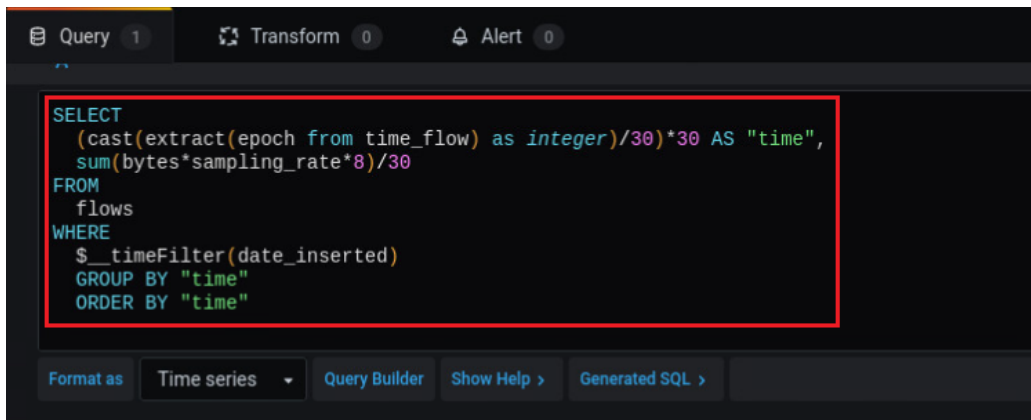 Query 1 Transform 0 Alert 0
SELECT
(cast(extract(epoch from time_flow) as integer)/30)*30 AS "time",
sum(bytes*sampling_rate*8)/30
FROM
flows
WHERE
$__timeFilter(date_inserted)
GROUP BY "time"
ORDER BY "time"
Format as Time series Query Builder Show Help > Generated SQL >